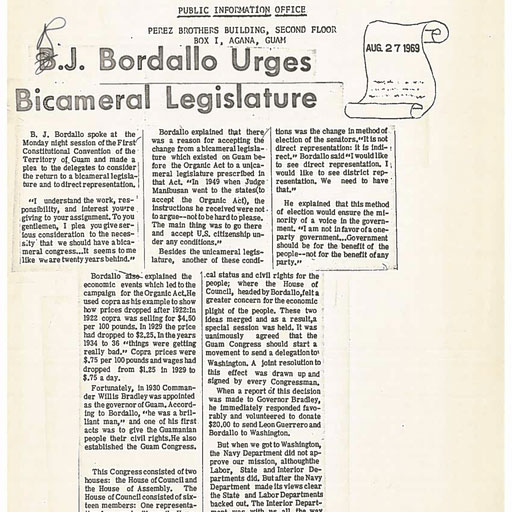 PUBLIC INFORMATION OFFICE
PEREZ BROTHERS BUILDING, SECOND FLOOR
BOX I, AGANA, GUAM
AUG. 27 1969
B.J. Bordallo Urges
Bicameral Legislature
B. J. Bordallo spoke at the
Monday night session of the First
Constitutional Convention of the
Territory of Guam and made a
plea to the delegates to consider
the return to a bicameral legisla-
ture and to direct representation.
"I understand the work, res-
ponsibility, and interest you're
giving to your assignment. To you
gentlemen, I plea you give ser-
ious consideration to the neces-
sity that we should have a bica-
meral congress...It seems to me
like we are twenty years behind."
Bordallo explained that there
was a reason for accepting the
change from a bicameral legisla-
ture which existed on Guam be-
fore the Organic Act to a unica-
meral legislature prescribed in
that Act. "In 1949 when Judge
Manibusan went to the states(to
accept the Organic Act), the
instructions he received were not
to argue--not to be hard to please.
The main thing was to go there
and accept U.S. citizenship un-
der any conditions."
Besides the unicameral legis-
lature, another of these condi-
tions was the change in method of
election of the senators. "It is not
direct representation: it is indi-
rect." Bordallo said "I would like
to see direct representation. I
would like to see district rep-
resentation. We need to have
that."
He explained that this method
of election would ensure the mi-
nority of a voice in the govern-
ment. "I am not in favor of a one-
party government...Government
should be for the benefit of the
people--not for the benefit of any
party."
Bordallo also explained the
economic events which led to the
campaign for the Organic Act. He
used copra as his example to show
how prices dropped after 1922:In
1922 copra was selling for $4.50
per 100 pounds. In 1929 the price
had dropped to $2.25. In the years
1934 to 36 "things were getting
really bad." Copra prices were
$.75 per 100 pounds and wages had
dropped from $1.25 in 1929 to
$.75 a day.
Fortunately, in 1930 Comman-
der Willis Bradley was appointed
as the governor of Guam. Accord-
ing to Bordallo, "he was a bril-
liant man," and one of his first
acts was to give the Guamanian
people their civil rights. He also
established the Guam Congress.
This Congress consisted of two
houses: the House of Council and
the House of Assembly. The
House of Council consisted of six-
teen members: One representa-
cal status and civil rights for the
people; where the House of
Council, headed by Bordallo, felt a
greater concern for the economic
plight of the people. These two
ideas merged and as a result, a
special session was held. It was
unanimously agreed that the
Guam Congress should start a
movement to send a delegation to
Washington. A joint resolution to
this effect was drawn up and
signed by every Congressman.
When a report of this decision
was made to Governor Bradley,
he immediately responded favo-
rably and volunteered to donate
$20.00 to send Leon Guerrero and
Bordallo to Washington.
But when we got to Washington,
the Navy Department did not ap-
prove our mission, although the
Labor, State and Interior De-
partments did. But after the Navy
Department made its views clear
the State and Labor Departments
backed out. The Interior Depart-